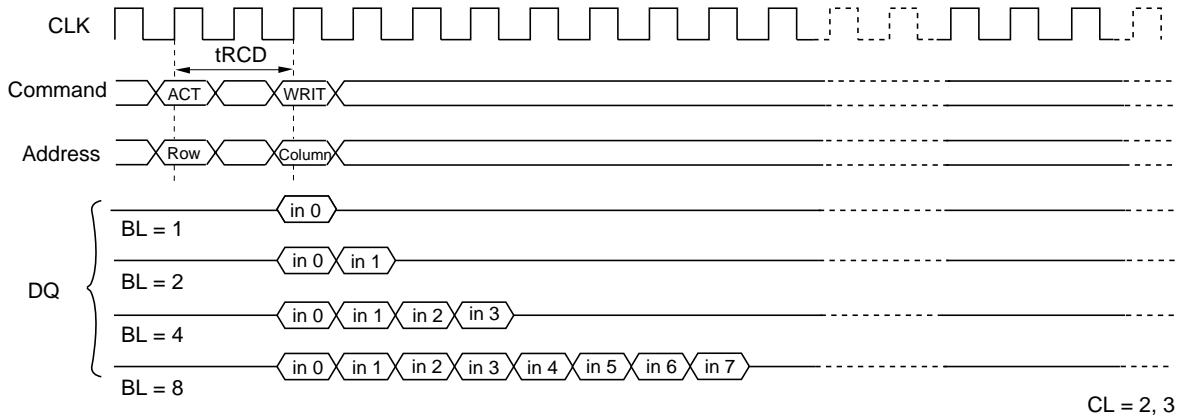 CLK
tRCD
Command ACT WRIT
Address Row Column
in 0
BL = 1
in 0 in 1
BL = 2
DQ
in 0 in 1 in 2 in 3
BL = 4
in 0 in 1 in 2 in 3 in 4 in 5 in 6 in 7
BL = 8
CL = 2, 3